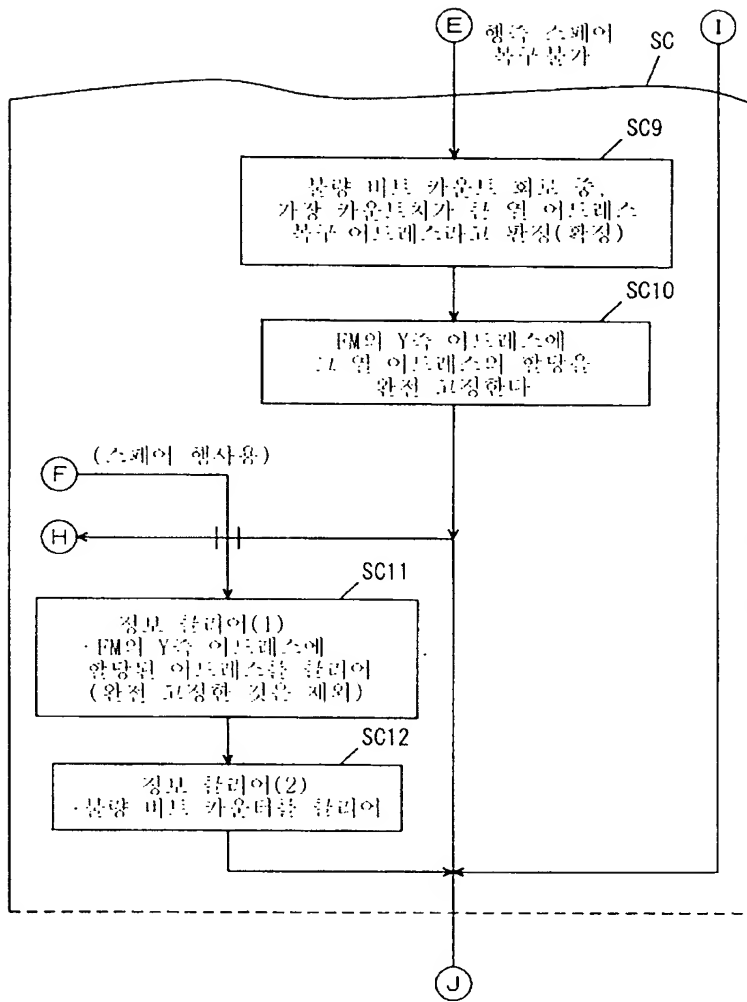 E
행측 스페어
복구 불가
I
SC
SC9
불량 비트 카운트 회로 중,
가장 카운트치가 큰 열 어드레스
복구 어드레스라고 판정(확정)
SC10
FM의 Y측 어드레스에
그 열 어드레스의 할당을
완전 고정한다
F
(스페어 행사용)
H
SC11
정보 클리어(1)
·FM의 Y측 어드레스에
할당된 어드레스를 클리어
(완전 고정한 것은 제외)
SC12
정보 클리어(2)
·불량 비트 카운터를 클리어
J